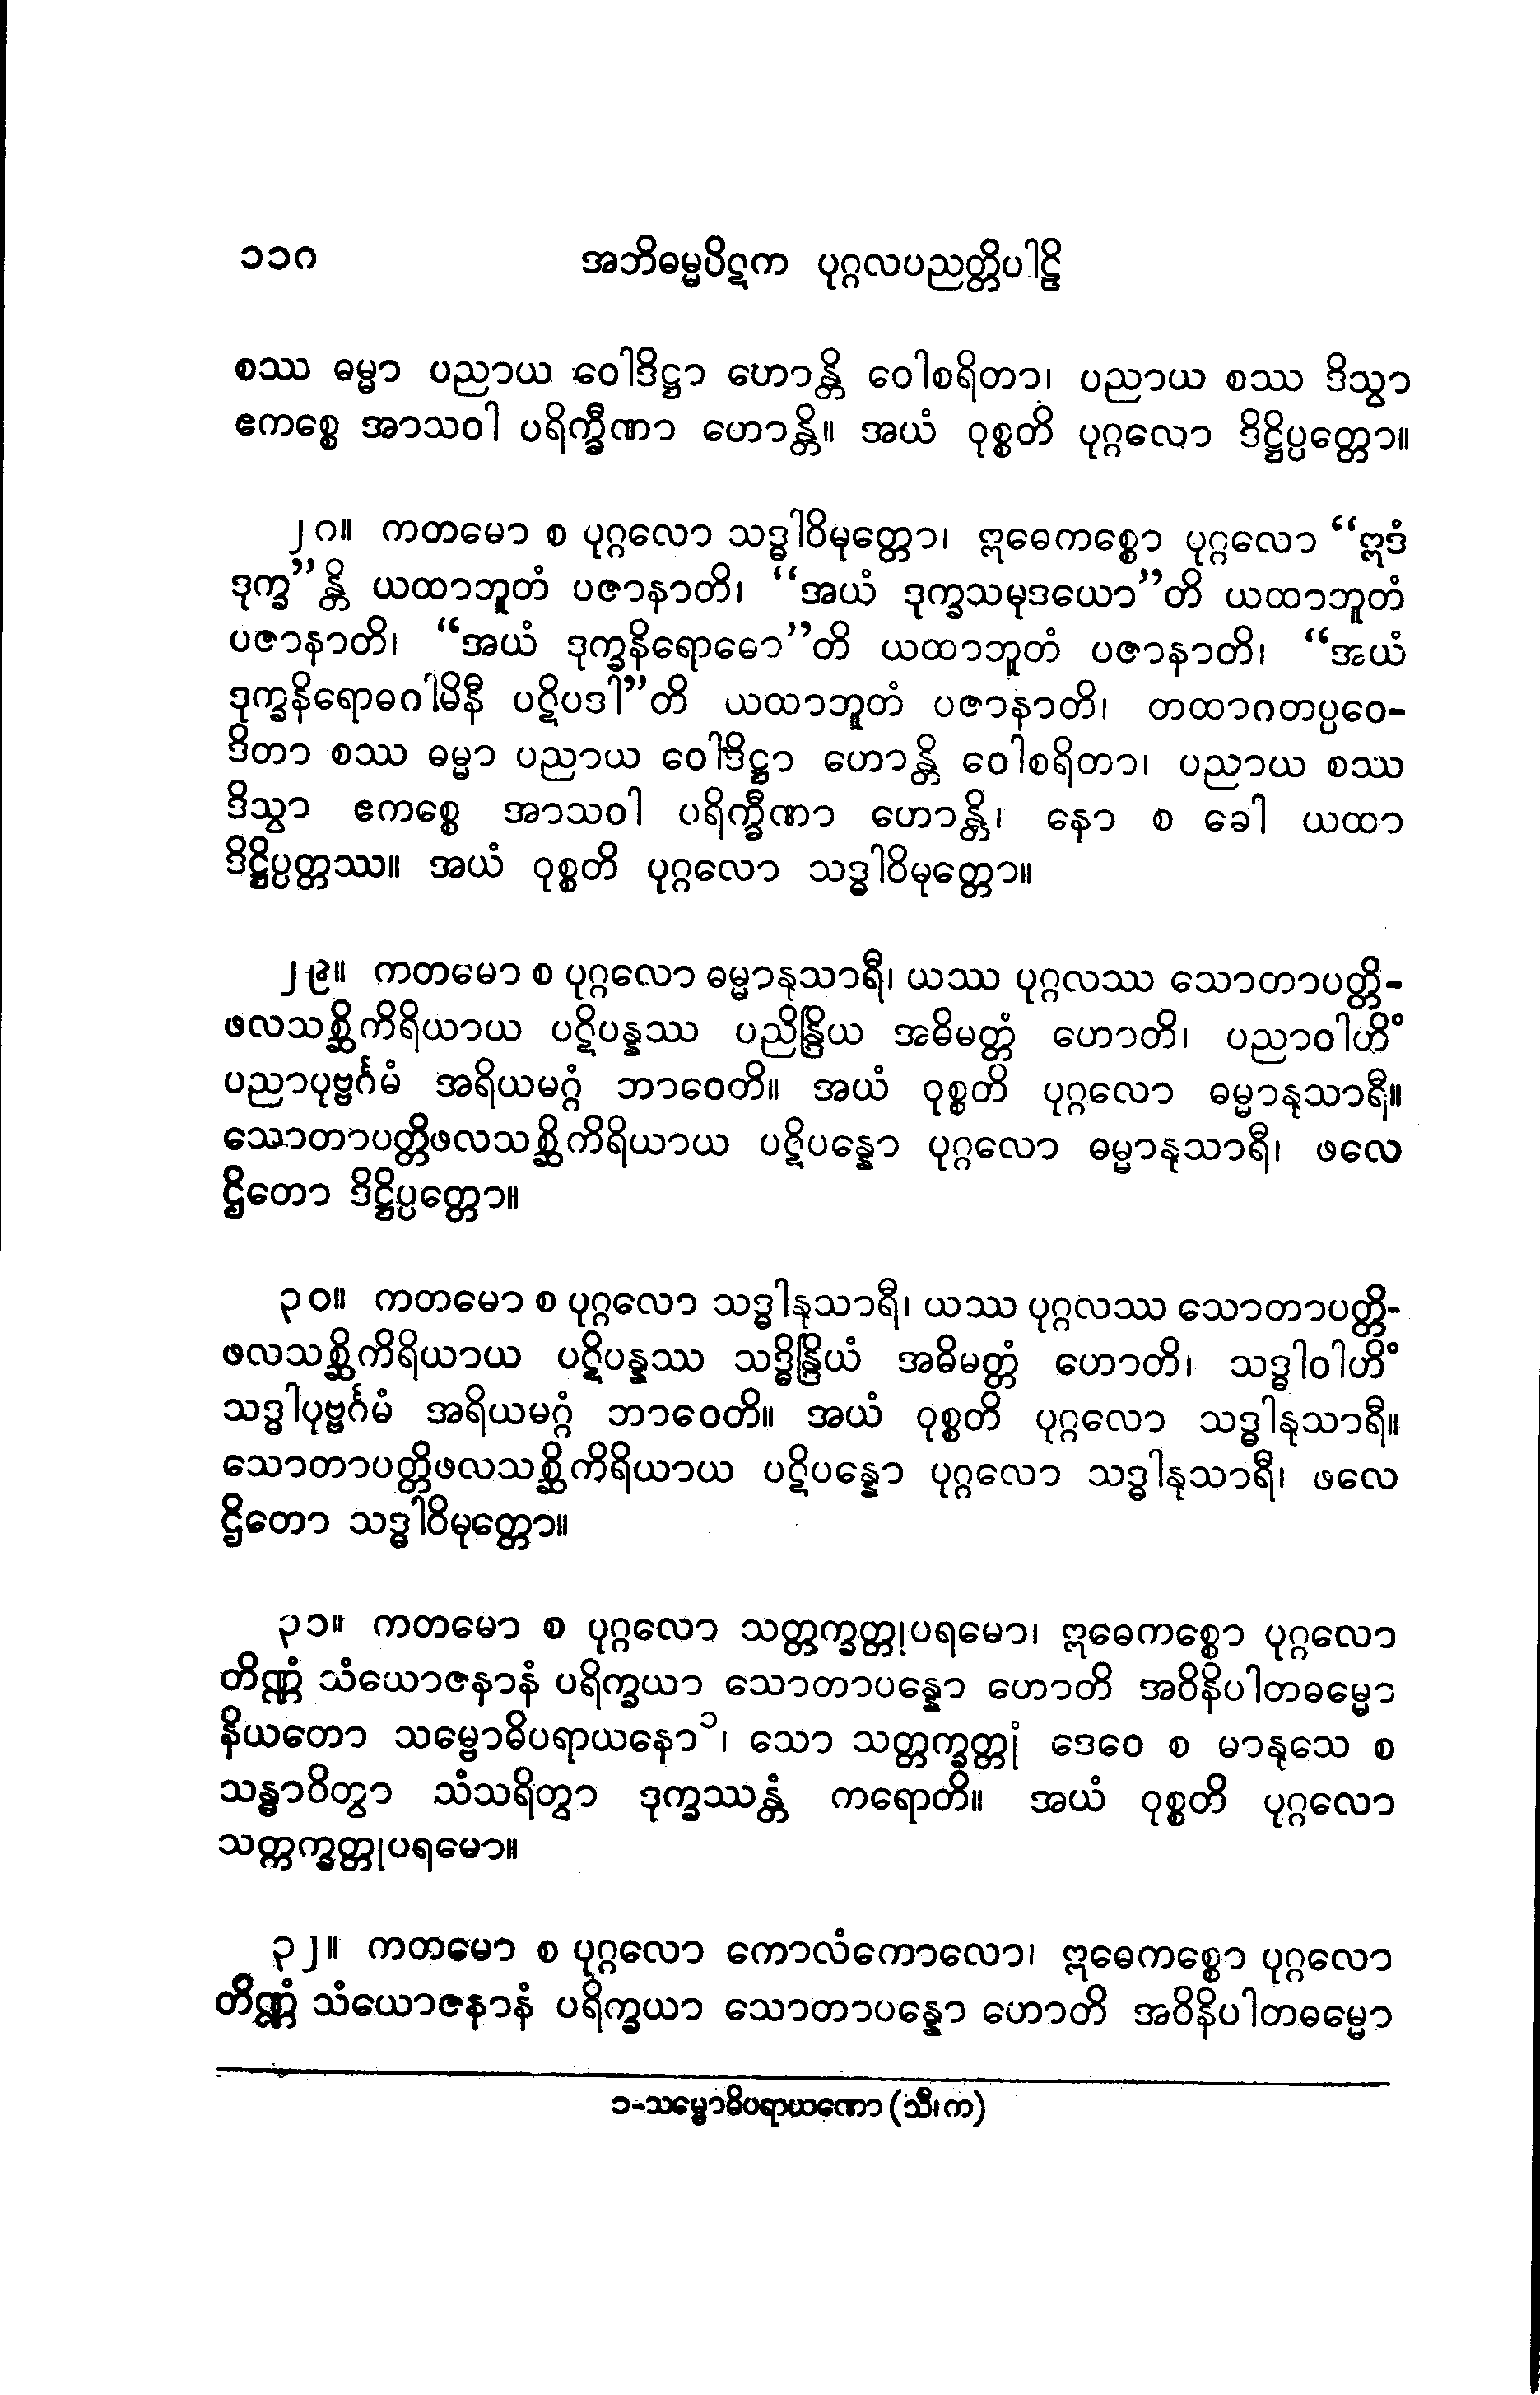 ၁၁၈ အဘိဓမ္မပိဋက ပုဂ္ဂလပညတ္တိပါဠိ
စဿ ဓမ္မာ ပညာယ ဝေါဒိဋ္ဌာ ဟောန္တိ ဝေါစရိတာ၊ ပညာယ စဿ ဒိသွာ
ဧကစ္စေ အာသဝါ ပရိက္ခီဏာ ဟောန္တိ။ အယံ ဝုစ္စတိ ပုဂ္ဂလော ဒိဋ္ဌိပ္ပတ္တော။
၂၈။ ကတမော စ ပုဂ္ဂလော သဒ္ဓါဝိမုတ္တော၊ ဣဓေကစ္စော ပုဂ္ဂလော “ဣဒံ
ဒုက္ခ”န္တိ ယထာဘူတံ ပဇာနာတိ၊ “အယံ ဒုက္ခသမုဒယော”တိ ယထာဘူတံ
ပဇာနာတိ၊ “အယံ ဒုက္ခနိရောဓော”တိ ယထာဘူတံ ပဇာနာတိ၊ “အယံ
ဒုက္ခနိရောဓဂါမိနီ ပဋိပဒါ”တိ ယထာဘူတံ ပဇာနာတိ၊ တထာဂတပ္ပဝေ-
ဒိတာ စဿ ဓမ္မာ ပညာယ ဝေါဒိဋ္ဌာ ဟောန္တိ ဝေါစရိတာ၊ ပညာယ စဿ
ဒိသွာ ဧကစ္စေ အာသဝါ ပရိက္ခီဏာ ဟောန္တိ၊ နော စ ခေါ ယထာ
ဒိဋ္ဌိပ္ပတ္တဿ။ အယံ ဝုစ္စတိ ပုဂ္ဂလော သဒ္ဓါဝိမုတ္တော။
၂၉။ ကတမော စ ပုဂ္ဂလော ဓမ္မာနုသာရီ၊ ယဿ ပုဂ္ဂလဿ သောတာပတ္တိ-
ဖလသစ္ဆိကိရိယာယ ပဋိပန္နဿ ပညိန္ဒြိယ အဓိမတ္တံ ဟောတိ၊ ပညာဝါဟိံ
ပညာပုဗ္ဗင်္ဂမံ အရိယမဂ္ဂံ ဘာဝေတိ။ အယံ ဝုစ္စတိ ပုဂ္ဂလော ဓမ္မာနုသာရီ။
သောတာပတ္တိဖလသစ္ဆိကိရိယာယ ပဋိပန္နော ပုဂ္ဂလော ဓမ္မာနုသာရီ၊ ဖလေ
ဌိတော ဒိဋ္ဌိပ္ပတ္တော။
၃၀။ ကတမော စ ပုဂ္ဂလော သဒ္ဓါနုသာရီ၊ ယဿ ပုဂ္ဂလဿ သောတာပတ္တိ-
ဖလသစ္ဆိကိရိယာယ ပဋိပန္နဿ သဒ္ဓိန္ဒြိယံ အဓိမတ္တံ ဟောတိ၊ သဒ္ဓါဝါဟိံ
သဒ္ဓါပုဗ္ဗင်္ဂမံ အရိယမဂ္ဂံ ဘာဝေတိ။ အယံ ဝုစ္စတိ ပုဂ္ဂလော သဒ္ဓါနုသာရီ။
သောတာပတ္တိဖလသစ္ဆိကိရိယာယ ပဋိပန္နော ပုဂ္ဂလော သဒ္ဓါနုသာရီ၊ ဖလေ
ဌိတော သဒ္ဓါဝိမုတ္တော။
၃၁။ ကတမော စ ပုဂ္ဂလော သတ္တက္ခတ္တုပရမော၊ ဣဓေကစ္စော ပုဂ္ဂလော
တိဏ္ဏံ သံယောဇနာနံ ပရိက္ခယာ သောတာပန္နော ဟောတိ အဝိနိပါတဓမ္မော
နိယတော သမ္ဗောဓိပရာယနော၁၊ သော သတ္တက္ခတ္တုံ ဒေဝေ စ မာနုသေ စ
သန္ဓာဝိတွာ သံသရိတွာ ဒုက္ခဿန္တံ ကရောတိ။ အယံ ဝုစ္စတိ ပုဂ္ဂလော
သတ္တက္ခတ္တုပရမော။
၃၂။ ကတမော စ ပုဂ္ဂလော ကောလံကောလော၊ ဣဓေကစ္စော ပုဂ္ဂလော
တိဏ္ဏံ သံယောဇနာနံ ပရိက္ခယာ သောတာပန္နော ဟောတိ အဝိနိပါတဓမ္မော
၁-သမ္ဗောဓိပရာယဏော (သီ၊က)